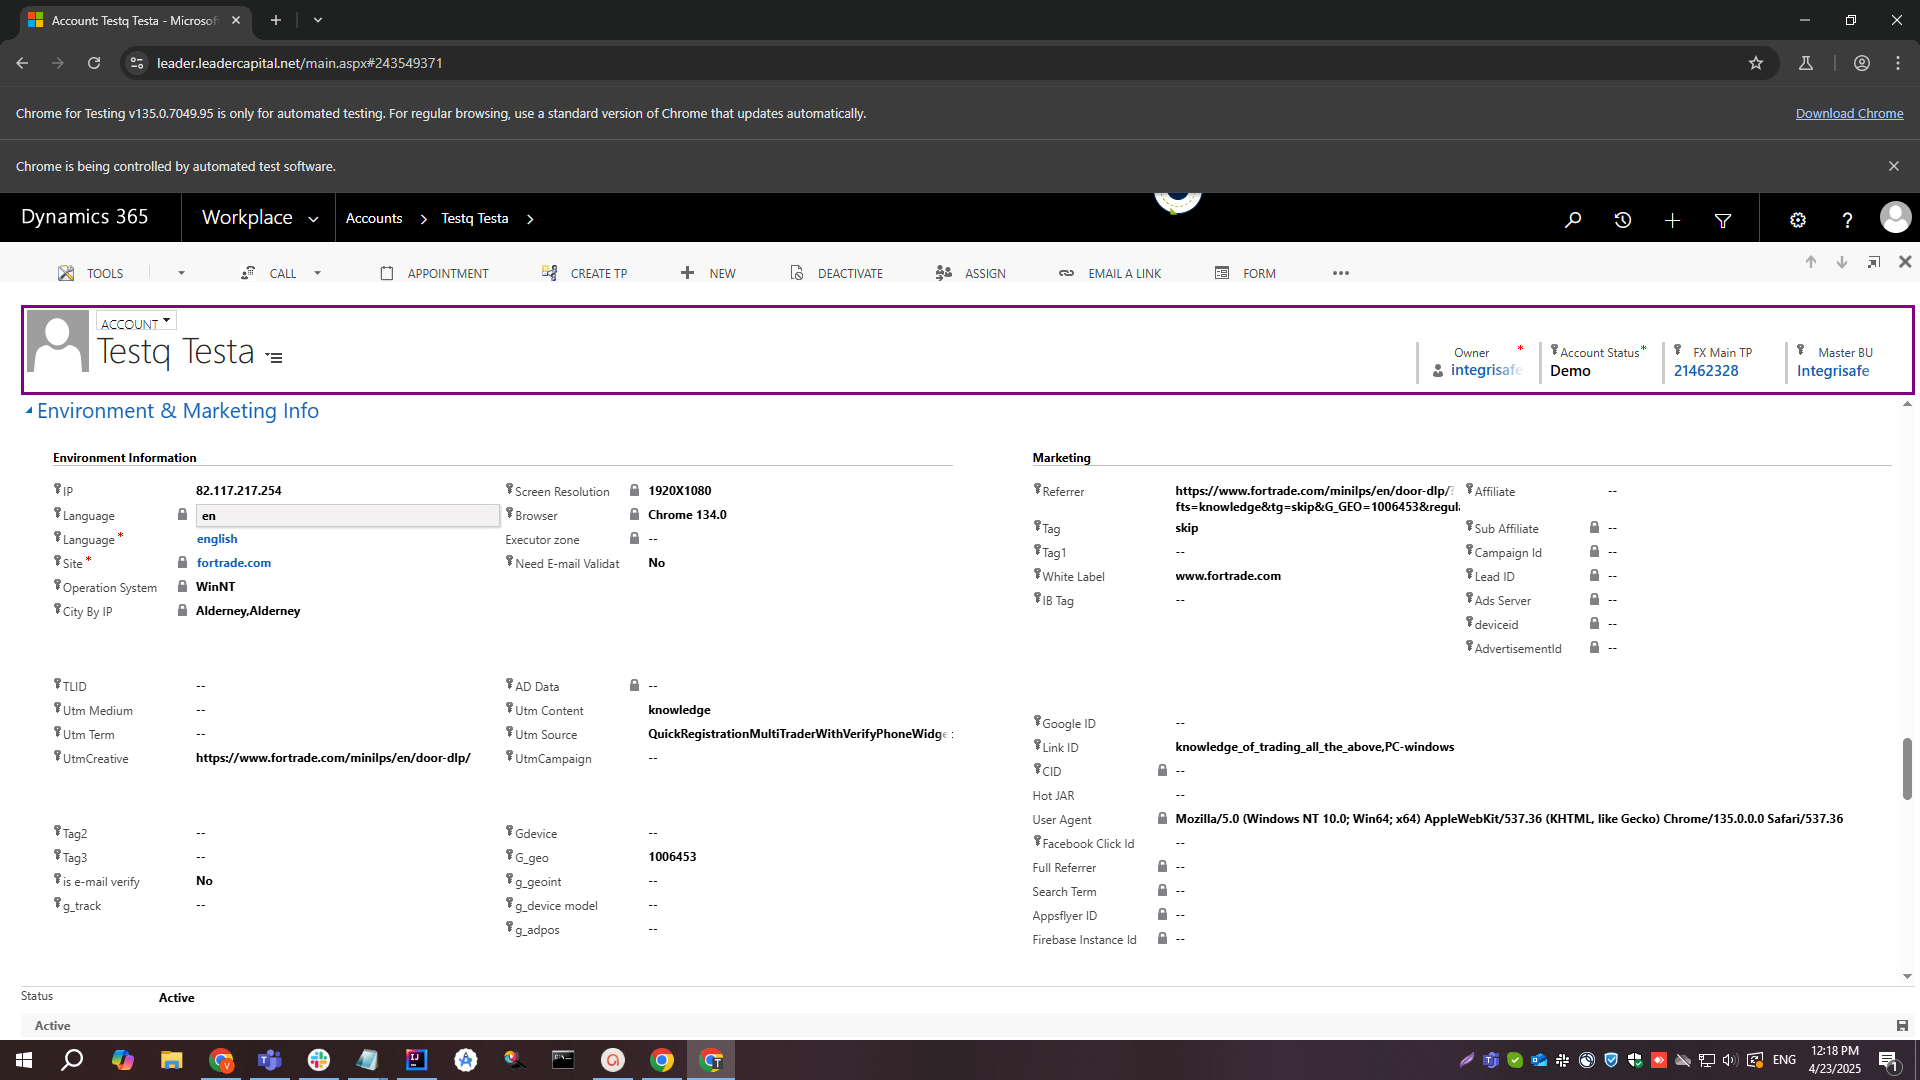 Account: Testq Testa - Microsof
leader.leadercapital.net/main.aspx#243549371
Chrome for Testing v135.0.7049.95 is only for automated testing. For regular browsing, use a standard version of Chrome that updates automatically.
Download Chrome
Chrome is being controlled by automated test software.
Dynamics 365
Workplace
Accounts
Testq Testa
TOOLS
CALL
APPOINTMENT
CREATE TP
NEW
DEACTIVATE
ASSIGN
EMAIL A LINK
FORM
ACCOUNT
Testq Testa
Owner *
integrisafe
Account Status *
Demo
FX Main TP
21462328
Master BU
Integrisafe
Environment & Marketing Info
Environment Information
IP 82.117.217.254
Language en
Language * english
Site * fortrade.com
Operation System WinNT
City By IP Alderney,Alderney
Screen Resolution 1920X1080
Browser Chrome 134.0
Executor zone --
Need E-mail Validat No
TLID --
Utm Medium --
Utm Term --
UtmCreative https://www.fortrade.com/minilps/en/door-dlp/
AD Data --
Utm Content knowledge
Utm Source QuickRegistrationMultiTraderWithVerifyPhoneWidge
UtmCampaign --
Tag2 --
Tag3 --
is e-mail verify No
g_track --
Gdevice --
G_geo 1006453
g_geoint --
g_device model --
g_adpos --
Marketing
Referrer https://www.fortrade.com/minilps/en/door-dlp/?
fts=knowledge&tg=skip&G_GEO=1006453&regul
Tag skip
Tag1 --
White Label www.fortrade.com
IB Tag --
Affiliate --
Sub Affiliate --
Campaign Id --
Lead ID --
Ads Server --
deviceid --
AdvertisementId --
Google ID --
Link ID knowledge_of_trading_all_the_above,PC-windows
CID --
Hot JAR --
User Agent Mozilla/5.0 (Windows NT 10.0; Win64; x64) AppleWebKit/537.36 (KHTML, like Gecko) Chrome/135.0.0.0 Safari/537.36
Facebook Click Id --
Full Referrer --
Search Term --
Appsflyer ID --
Firebase Instance Id --
Status Active
Active
ENG
12:18 PM
4/23/2025
1